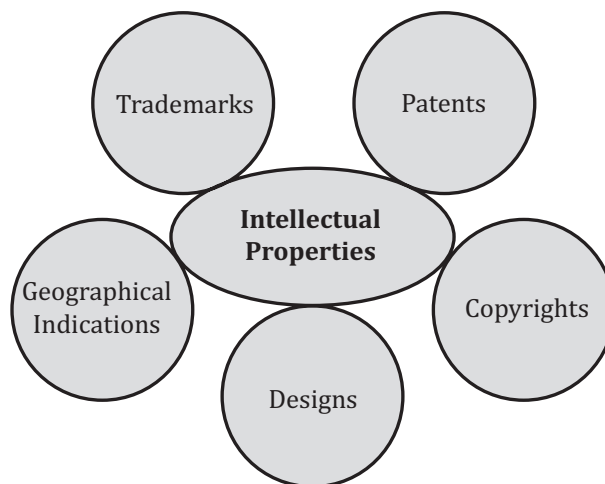 Trademarks
Patents
Intellectual
Properties
Geographical
Indications
Copyrights
Designs